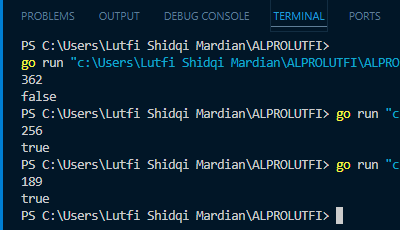 PROBLEMS OUTPUT DEBUG CONSOLE TERMINAL PORTS
PS C:\Users\Lutfi Shidqi Mardian\ALPROLUTFI>
go run "c:\Users\Lutfi Shidqi Mardian\ALPROLUTFI\ALPRO
362
false
PS C:\Users\Lutfi Shidqi Mardian\ALPROLUTFI> go run "c
256
true
PS C:\Users\Lutfi Shidqi Mardian\ALPROLUTFI> go run "c
189
true
PS C:\Users\Lutfi Shidqi Mardian\ALPROLUTFI>